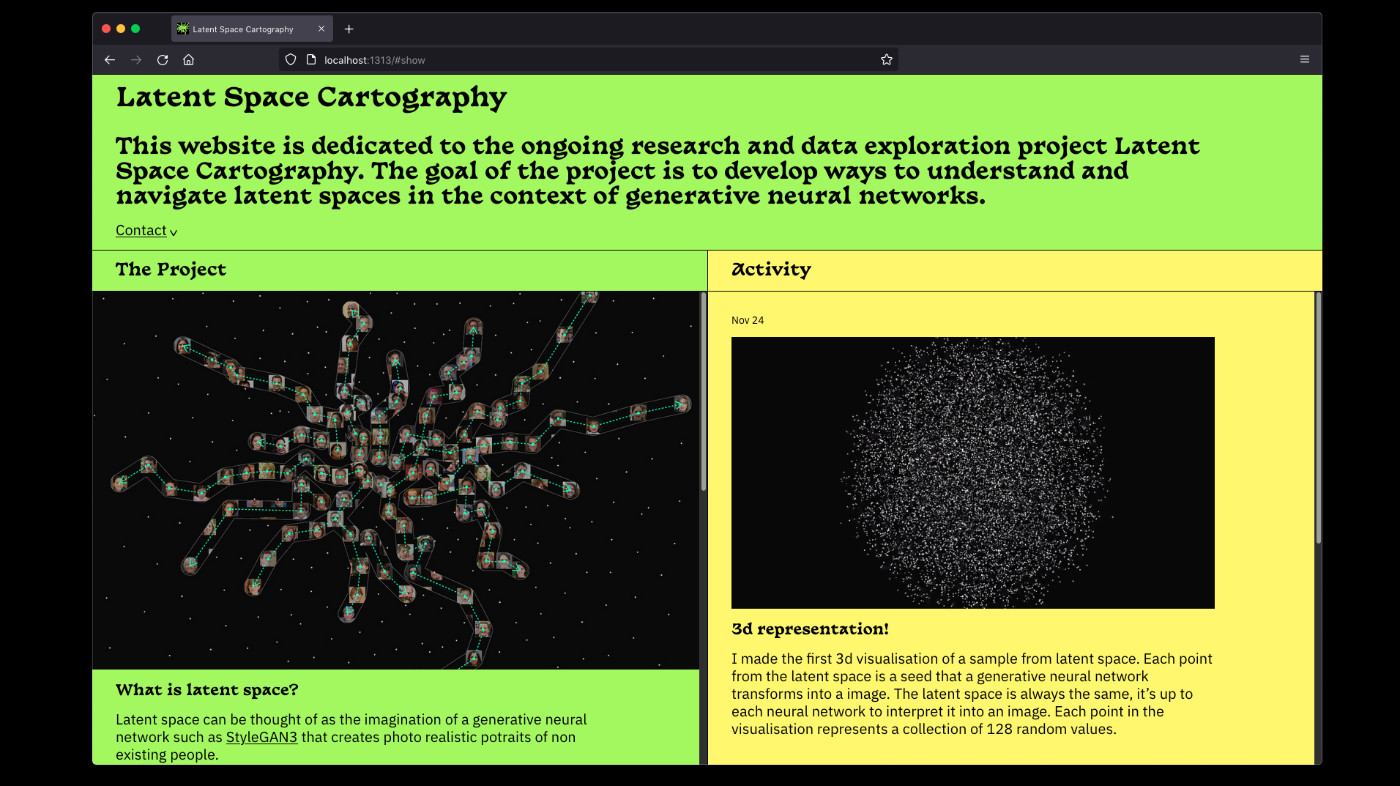 Latent Space Cartography
localhost:1313/#show
Latent Space Cartography
This website is dedicated to the ongoing research and data exploration project Latent
Space Cartography. The goal of the project is to develop ways to understand and
navigate latent spaces in the context of generative neural networks.
Contact
The Project
What is latent space?
Latent space can be thought of as the imagination of a generative neural
network such as StyleGAN3 that creates photo realistic potraits of non
existing people.
Activity
Nov 24
3d representation!
I made the first 3d visualisation of a sample from latent space. Each point
from the latent space is a seed that a generative neural network
transforms into a image. The latent space is always the same, it’s up to
each neural network to interpret it into an image. Each point in the
visualisation represents a collection of 128 random values.